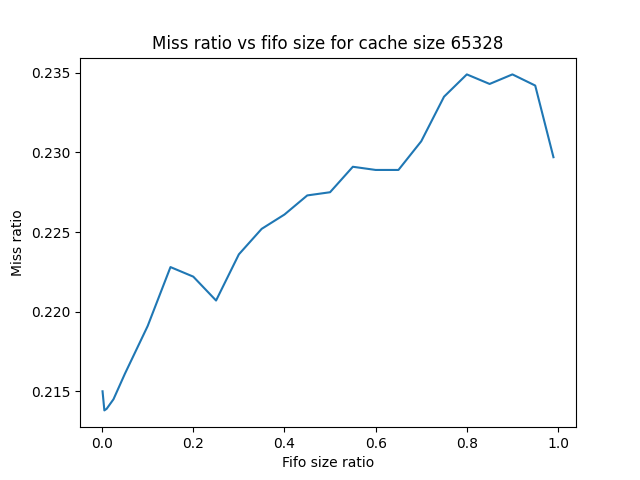 Miss ratio vs fifo size for cache size 65328
0.235
0.230
0.225
0.220
0.215
Miss ratio
0.0 0.2 0.4 0.6 0.8 1.0
Fifo size ratio